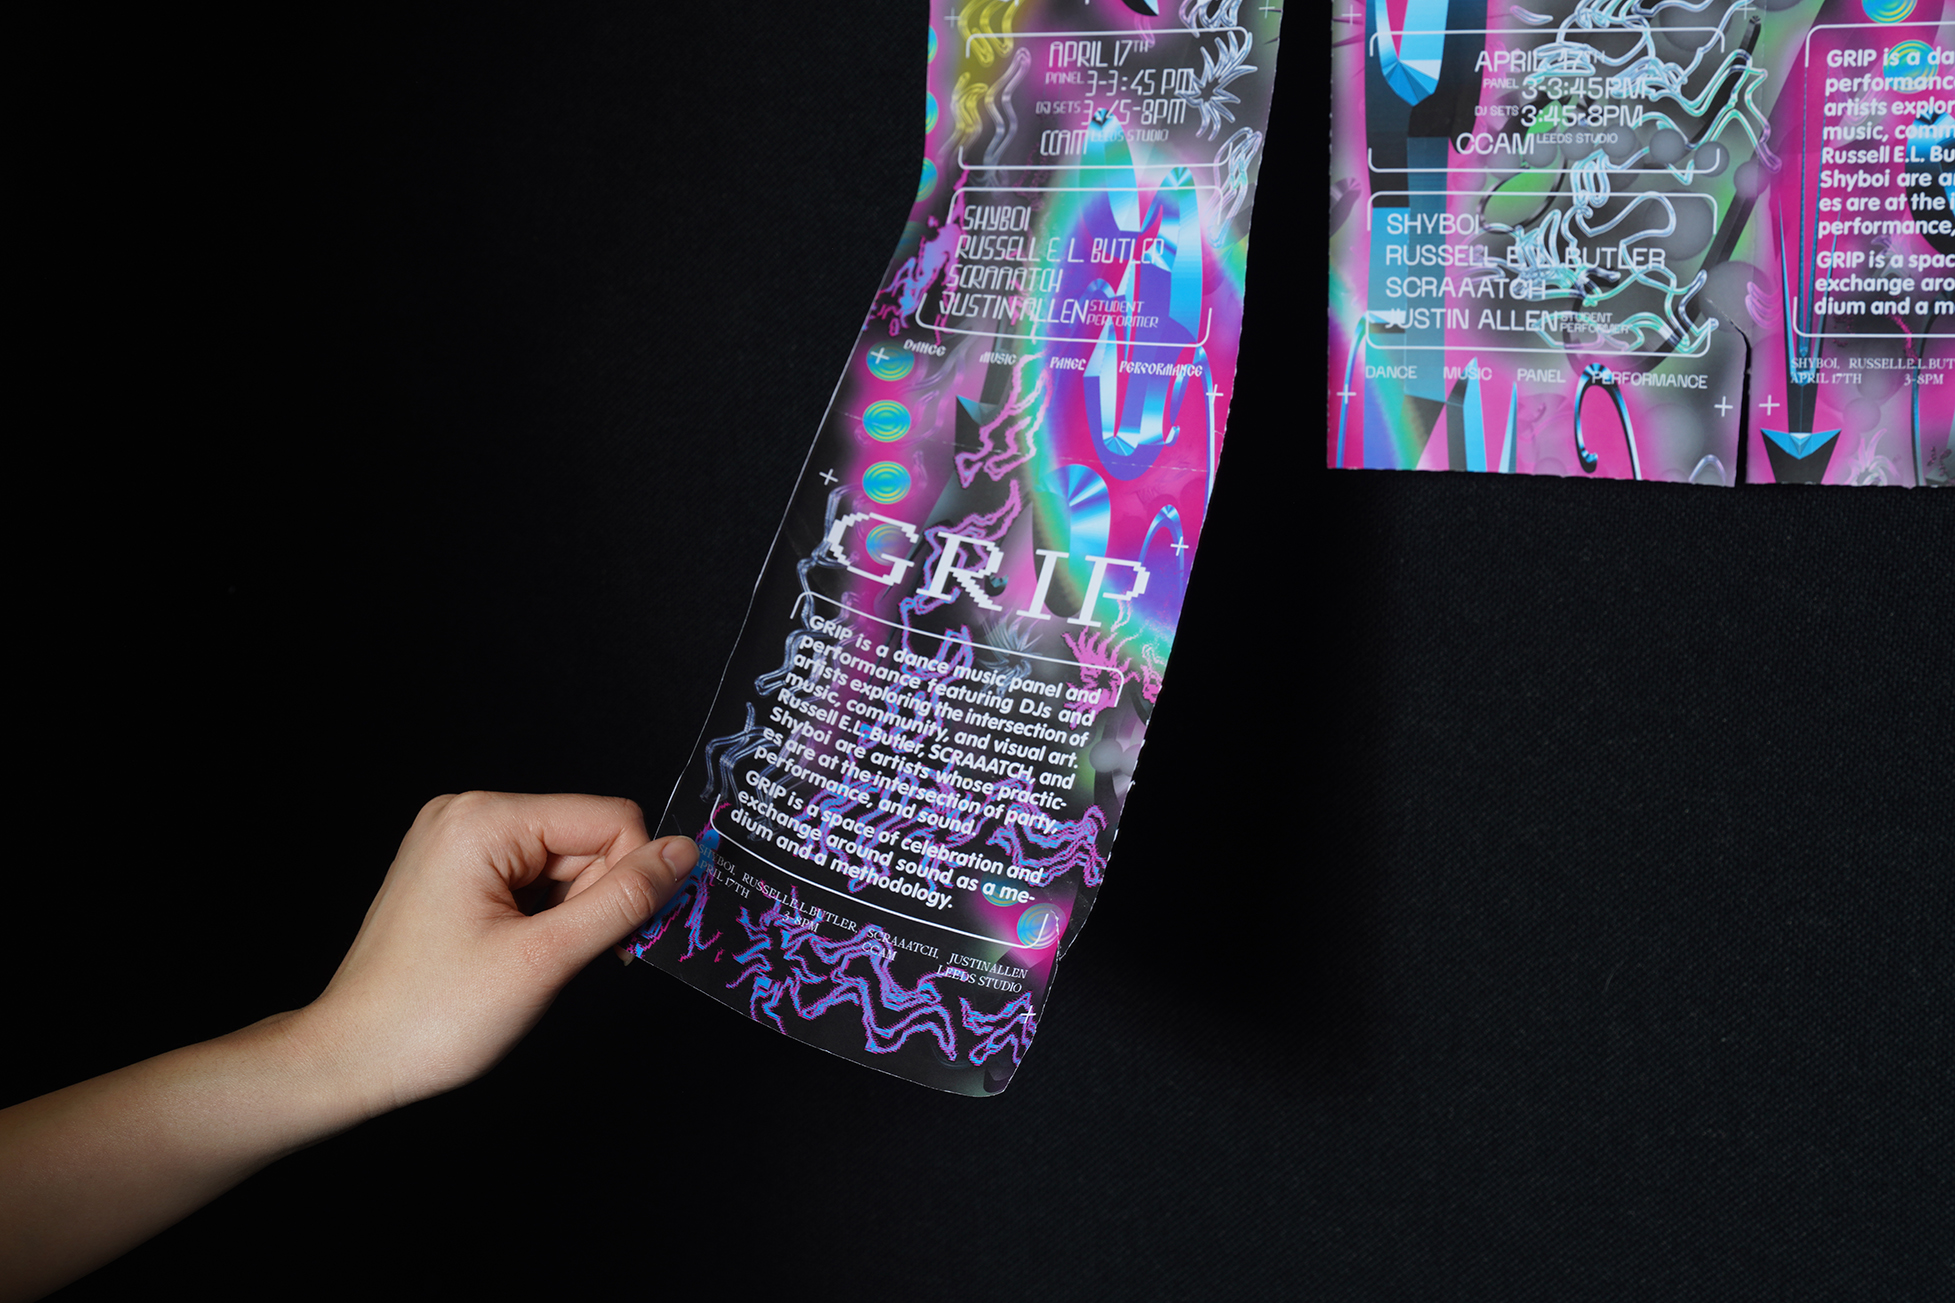 APRIL 17TH
PANEL 3-3:45 PM
DJ SETS 3:45-8PM
CCAM LEEDS STUDIO
SHYBOI
RUSSELL E.L. BUTLER
SCRAAATCH
JUSTIN ALLEN STUDENT PERFORMER
DANCE MUSIC PANEL PERFORMANCE
GRIP
GRIP is a dance music panel and
performance featuring DJs and
artists exploring the intersection of
music, community, and visual art.
Russell E.L. Butler, SCRAAATCH, and
Shyboi are artists whose practic-
es are at the intersection of party,
performance, and sound.
GRIP is a space of celebration and
exchange around sound as a me-
dium and a methodology.
SHYBOI, RUSSELL E.L. BUTLER, SCRAAATCH, JUSTIN ALLEN
APRIL 17TH 3-8PM CCAM LEEDS STUDIO
APRIL 17TH
PANEL 3-3:45PM
DJ SETS 3:45-8PM
CCAM LEEDS STUDIO
SHYBOI
RUSSELL E.L. BUTLER
SCRAAATCH
JUSTIN ALLEN STUDENT PERFORMER
DANCE MUSIC PANEL PERFORMANCE
GRIP is a da
performanc
artists explor
music, comm
Russell E.L. Bu
Shyboi are a
es are at the i
performance,
GRIP is a spac
exchange aro
dium and a m
SHYBOI, RUSSELL E.L. BUT
APRIL 17TH 3-8PM